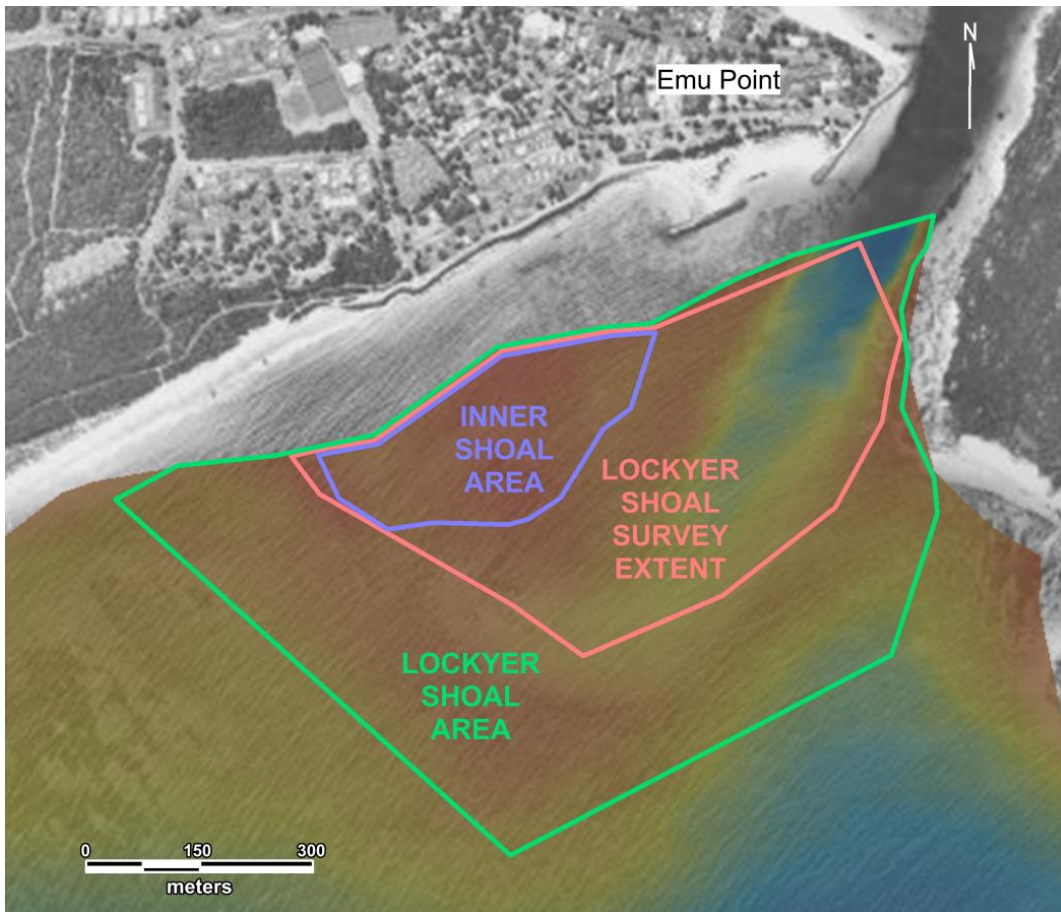 N
Emu Point
INNER
SHOAL
AREA
LOCKYER
SHOAL
SURVEY
EXTENT
LOCKYER
SHOAL
AREA
0 150 300
meters